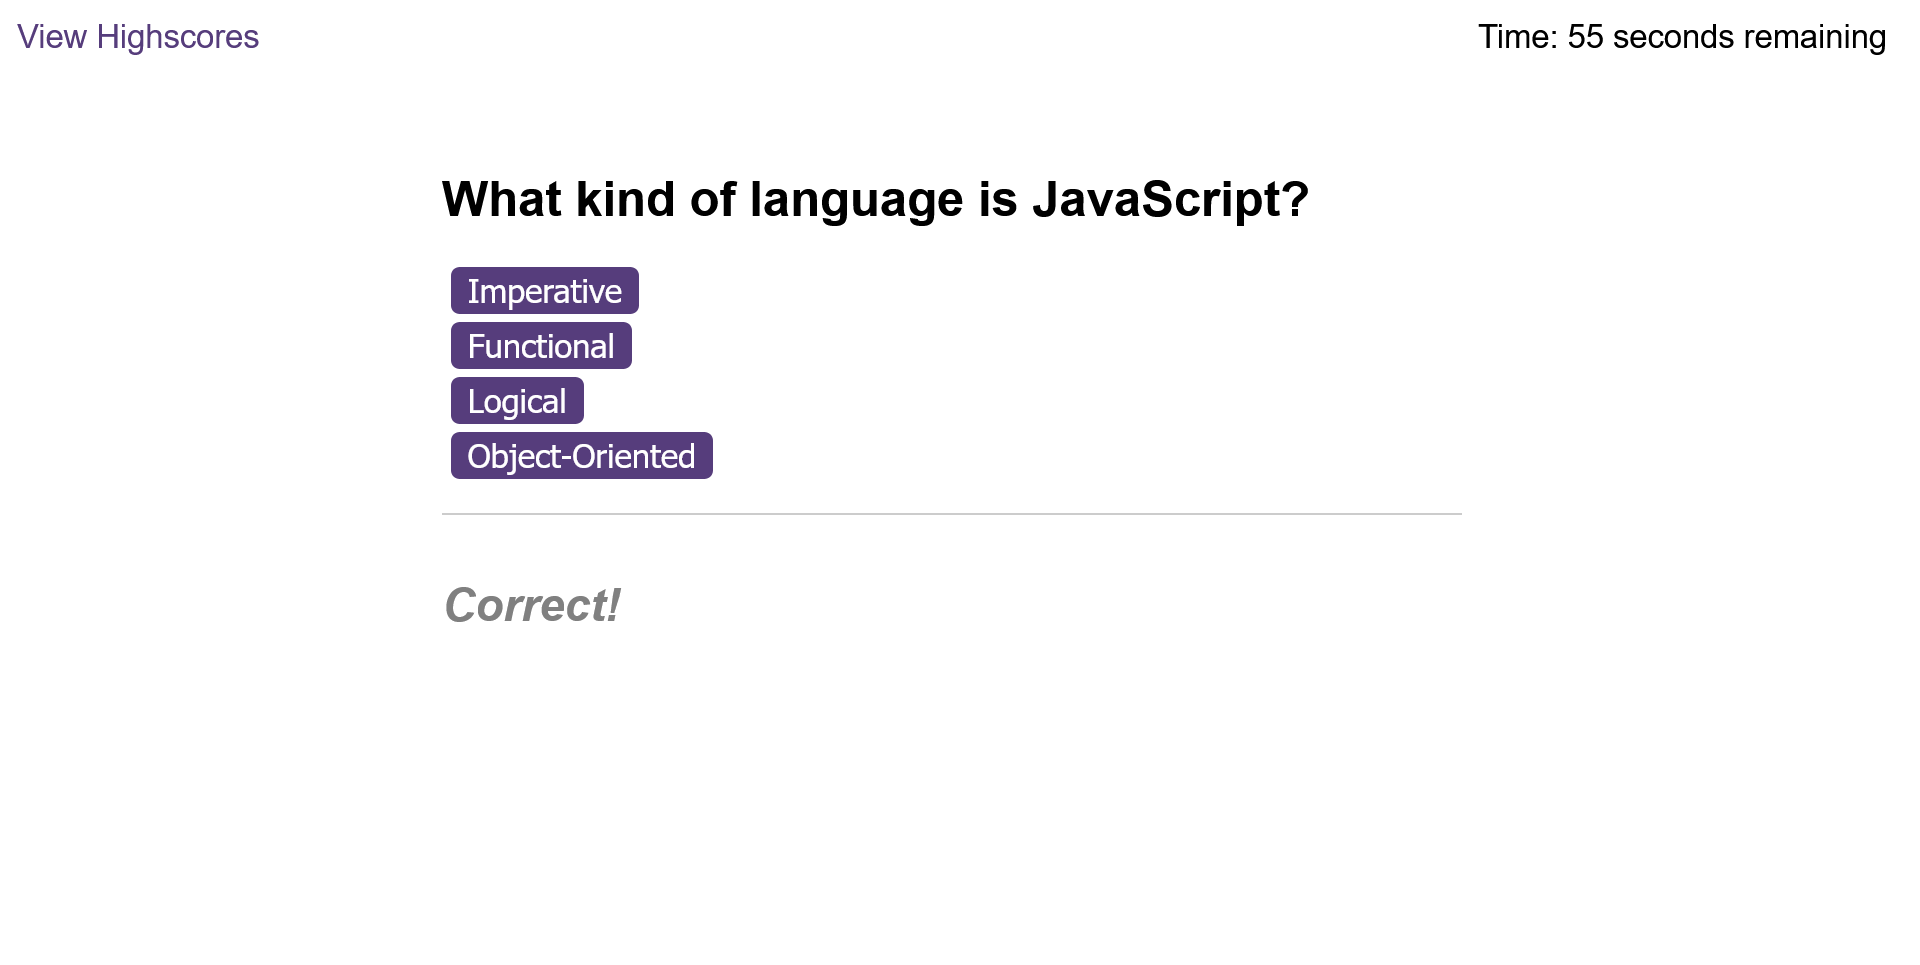 View Highscores
Time: 55 seconds remaining
What kind of language is JavaScript?
Imperative
Functional
Logical
Object-Oriented
Correct!